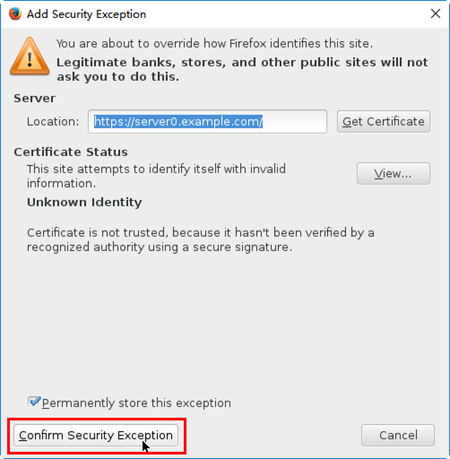 Add Security Exception
You are about to override how Firefox identifies this site.
Legitimate banks, stores, and other public sites will not
ask you to do this.
Server
Location: https://server0.example.com/ Get Certificate
Certificate Status
This site attempts to identify itself with invalid
information.
View...
Unknown Identity
Certificate is not trusted, because it hasn't been verified by a
recognized authority using a secure signature.
Permanently store this exception
Confirm Security Exception Cancel